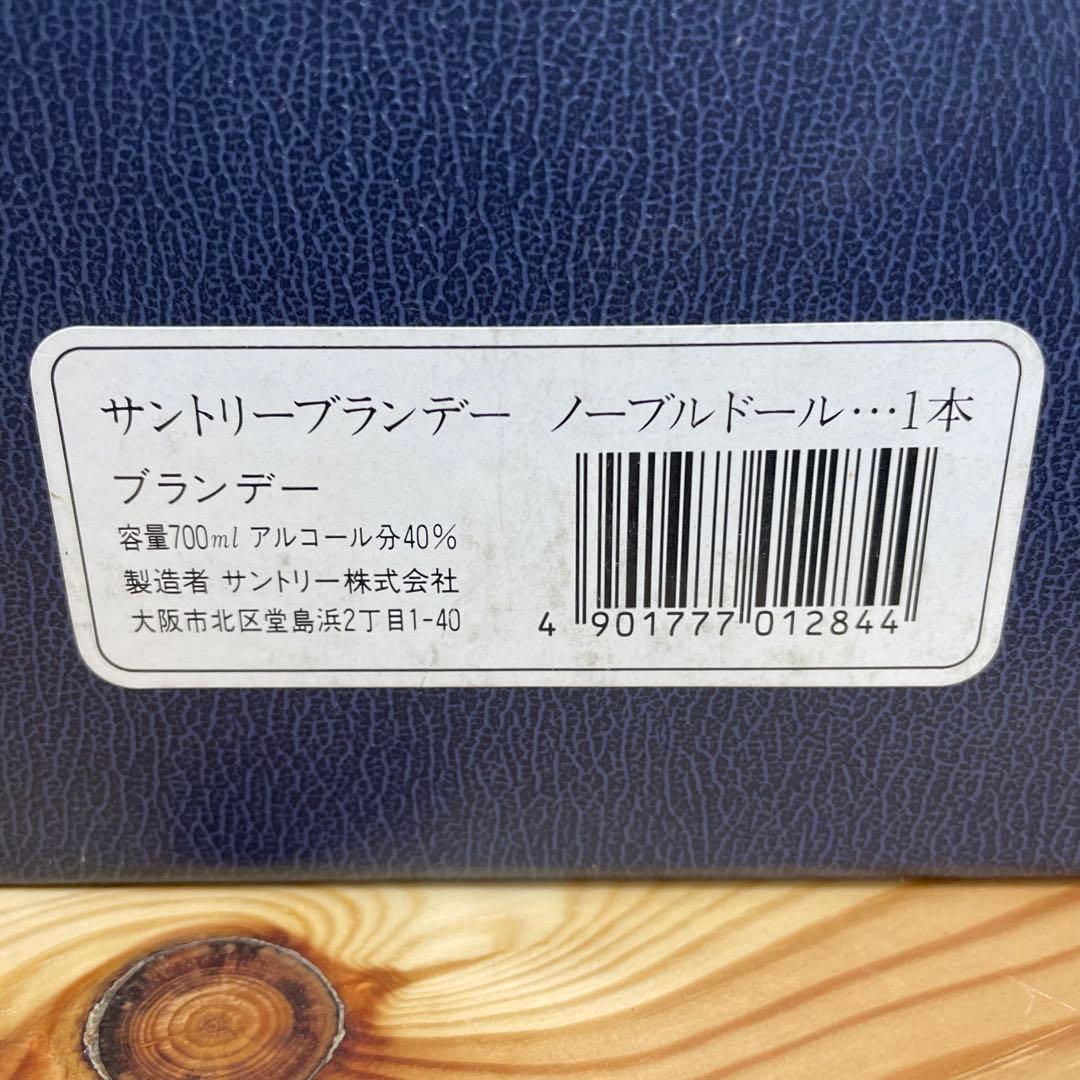 サントリーブランデー ノーブルドール…1本
ブランデー
容量700ml アルコール分40%
製造者 サントリー株式会社
大阪市北区堂島浜2丁目1-40
4 901777 012844